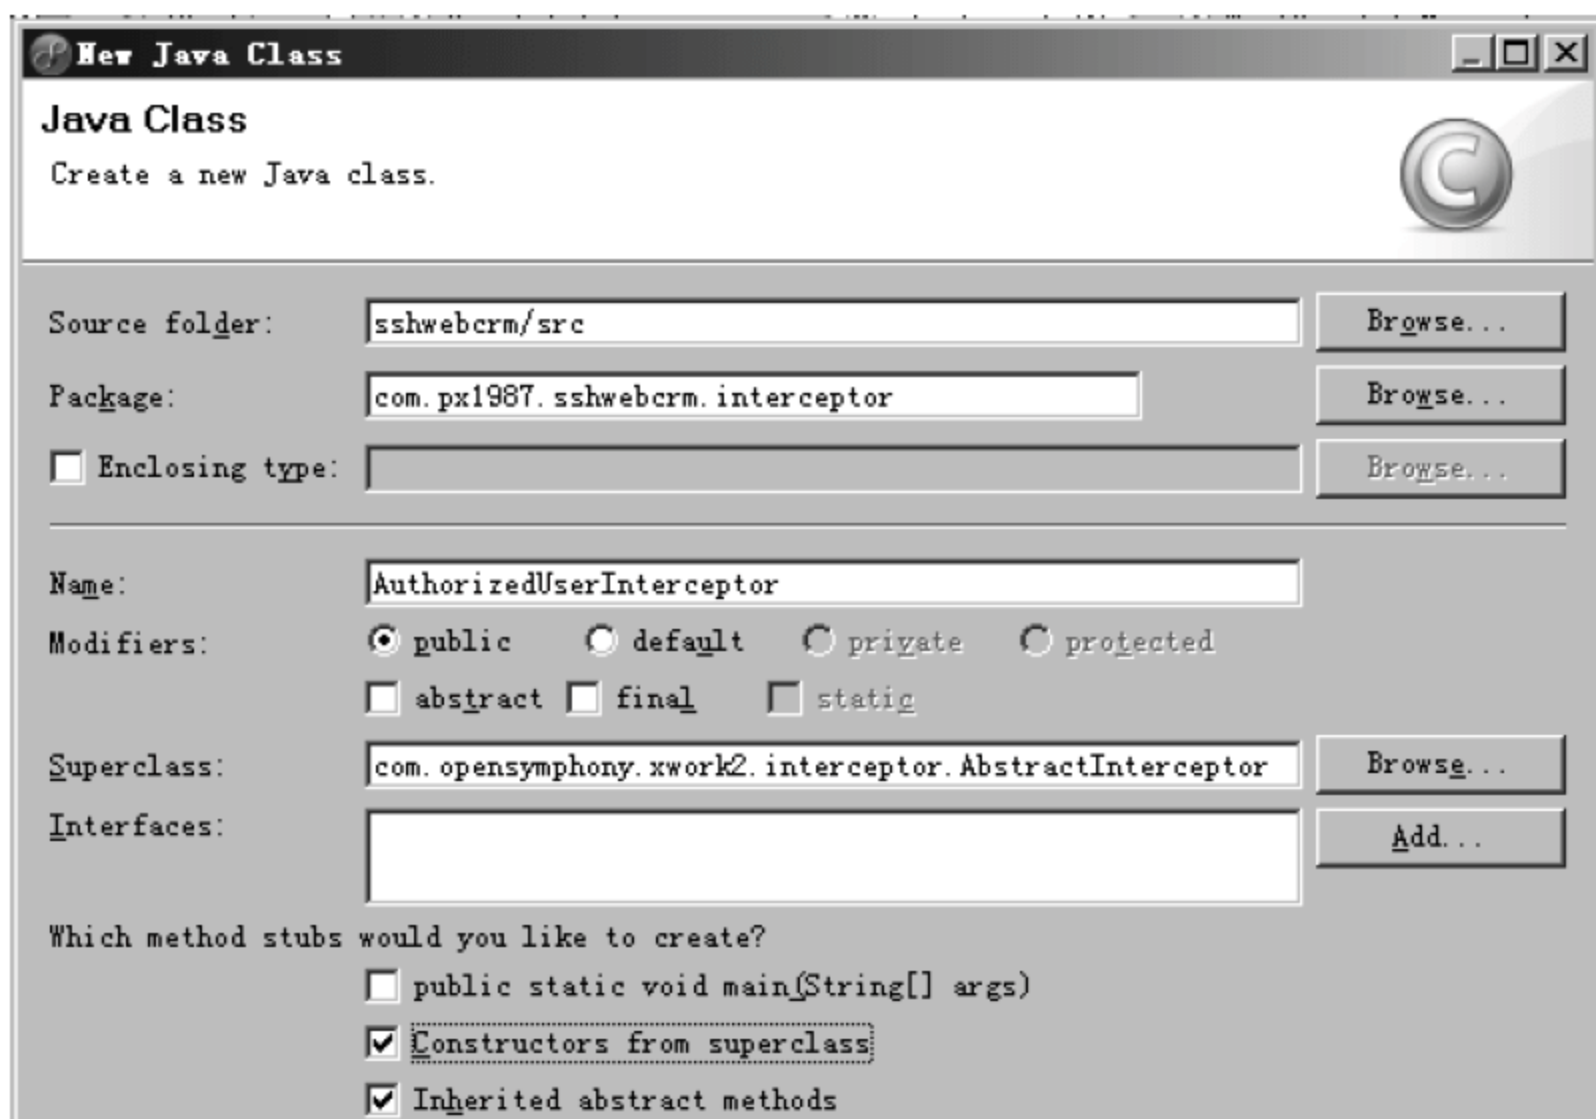 New Java Class
Java Class
Create a new Java class.
Source folder: sshwebcrm/src Browse...
Package: com.px1987.sshwebcrm.interceptor Browse...
Enclosing type: Browse...
Name: AuthorizedUserInterceptor
Modifiers: public default private protected
abstract final static
Superclass: com.opensymphony.xwork2.interceptor.AbstractInterceptor Browse...
Interfaces: Add...
Which method stubs would you like to create?
public static void main(String[] args)
Constructors from superclass
Inherited abstract methods